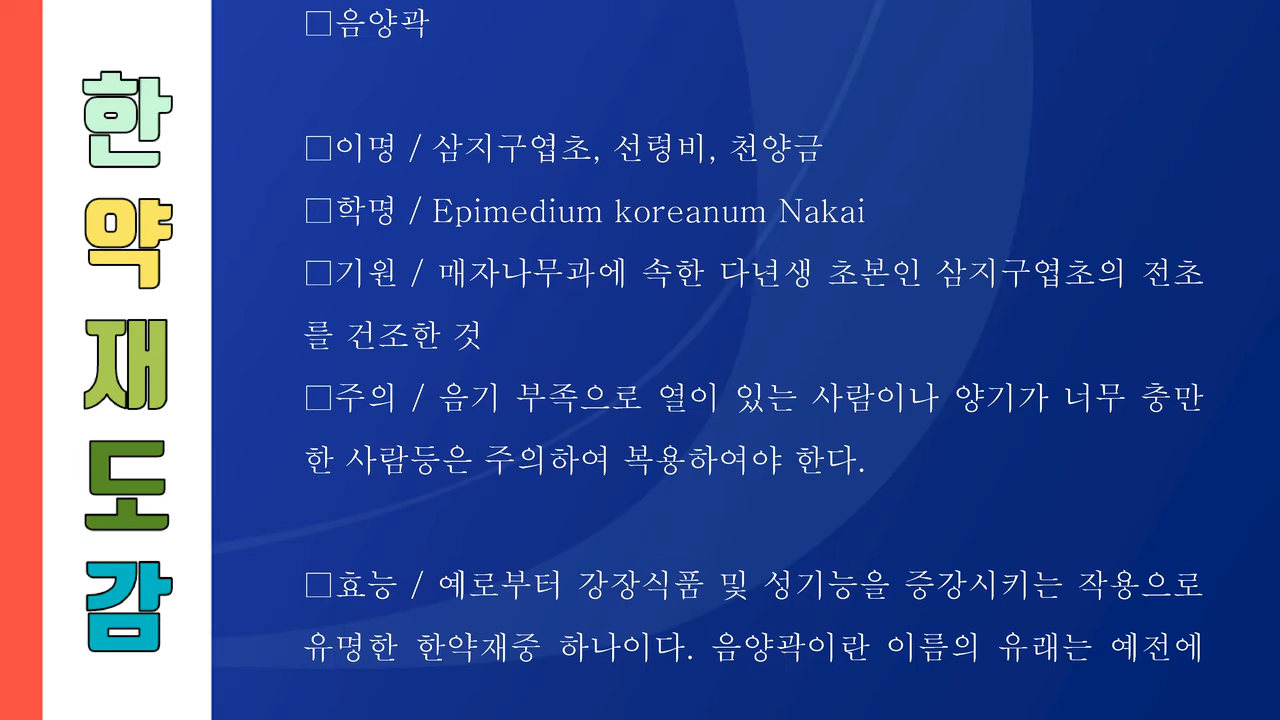 한약재도감
□음양곽
□이명 / 삼지구엽초, 선령비, 천양금
□학명 / Epimedium koreanum Nakai
□기원 / 매자나무과에 속한 다년생 초본인 삼지구엽초의 전초
를 건조한 것
□주의 / 음기 부족으로 열이 있는 사람이나 양기가 너무 충만
한 사람등은 주의하여 복용하여야 한다.
□효능 / 예로부터 강장식품 및 성기능을 증강시키는 작용으로
유명한 한약재중 하나이다. 음양곽이란 이름의 유래는 예전에